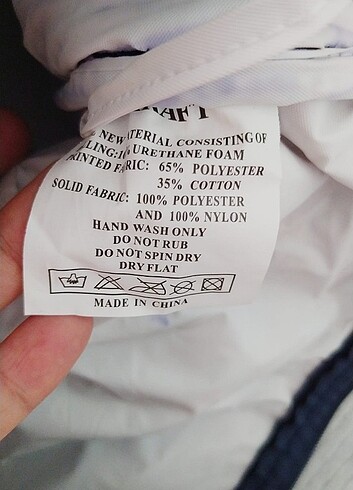 NEW MATERIAL CONSISTING OF
URETHANE FOAM
PRINTED FABRIC: 65% POLYESTER
35% COTTON
SOLID FABRIC: 100% POLYESTER
AND 100% NYLON
HAND WASH ONLY
DO NOT RUB
DO NOT SPIN DRY
DRY FLAT
MADE IN CHINA